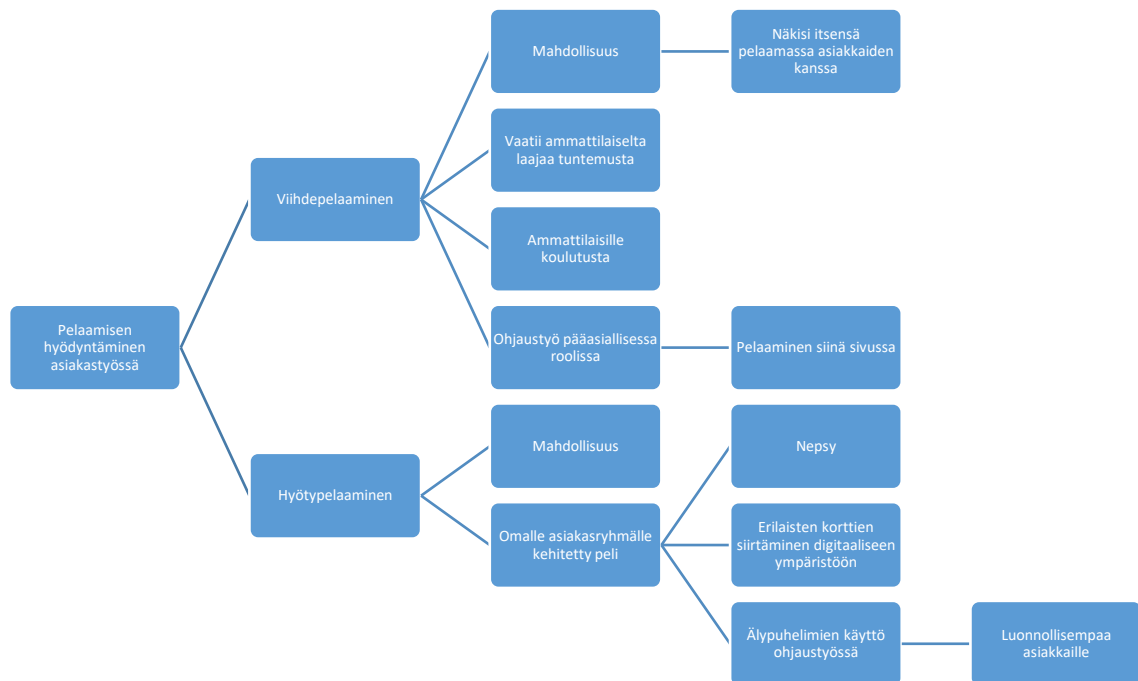 Mahdollisuus
Näkisi itsensä
pelaamassa asiakkaiden
kanssa
Vaatii ammattilaiselta
laajaa tuntemusta
Viihdepelaaminen
Ammattilaisille
koulutusta
Ohjaustyö pääasiallisessa
roolissa
Pelaaminen siinä sivussa
Pelaamisen
hyödyntäminen
asiakastyössä
Mahdollisuus
Nepsy
Hyötypelaaminen
Omalle asiakasryhmälle
kehitetty peli
Erilaisten korttien
siirtäminen digitaaliseen
ympäristöön
Älypuhelimien käyttö
ohjaustyössä
Luonnollisempaa
asiakkaille